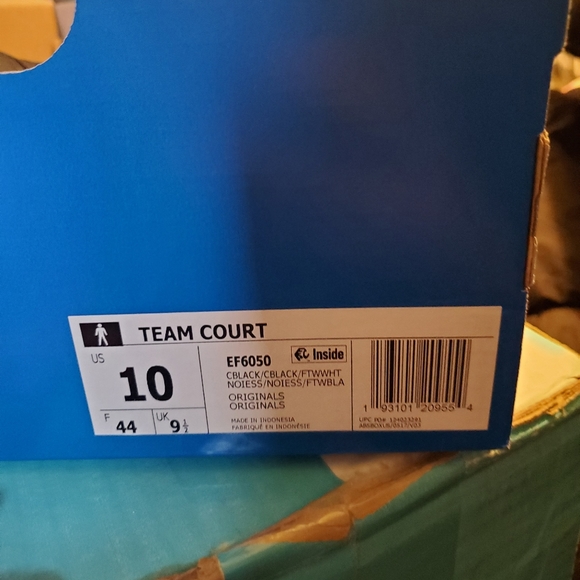 TEAM COURT
US
10
F
44
UK
9½
EF6050
Inside
CBLACK/CBLACK/FTWWHT
NOIESS/NOIESS/FTWBLA
ORIGINALS
ORIGINALS
MADE IN INDONESIA
FABRIQUÉ EN INDONÉSIE
1 93101 20955 4
UPC